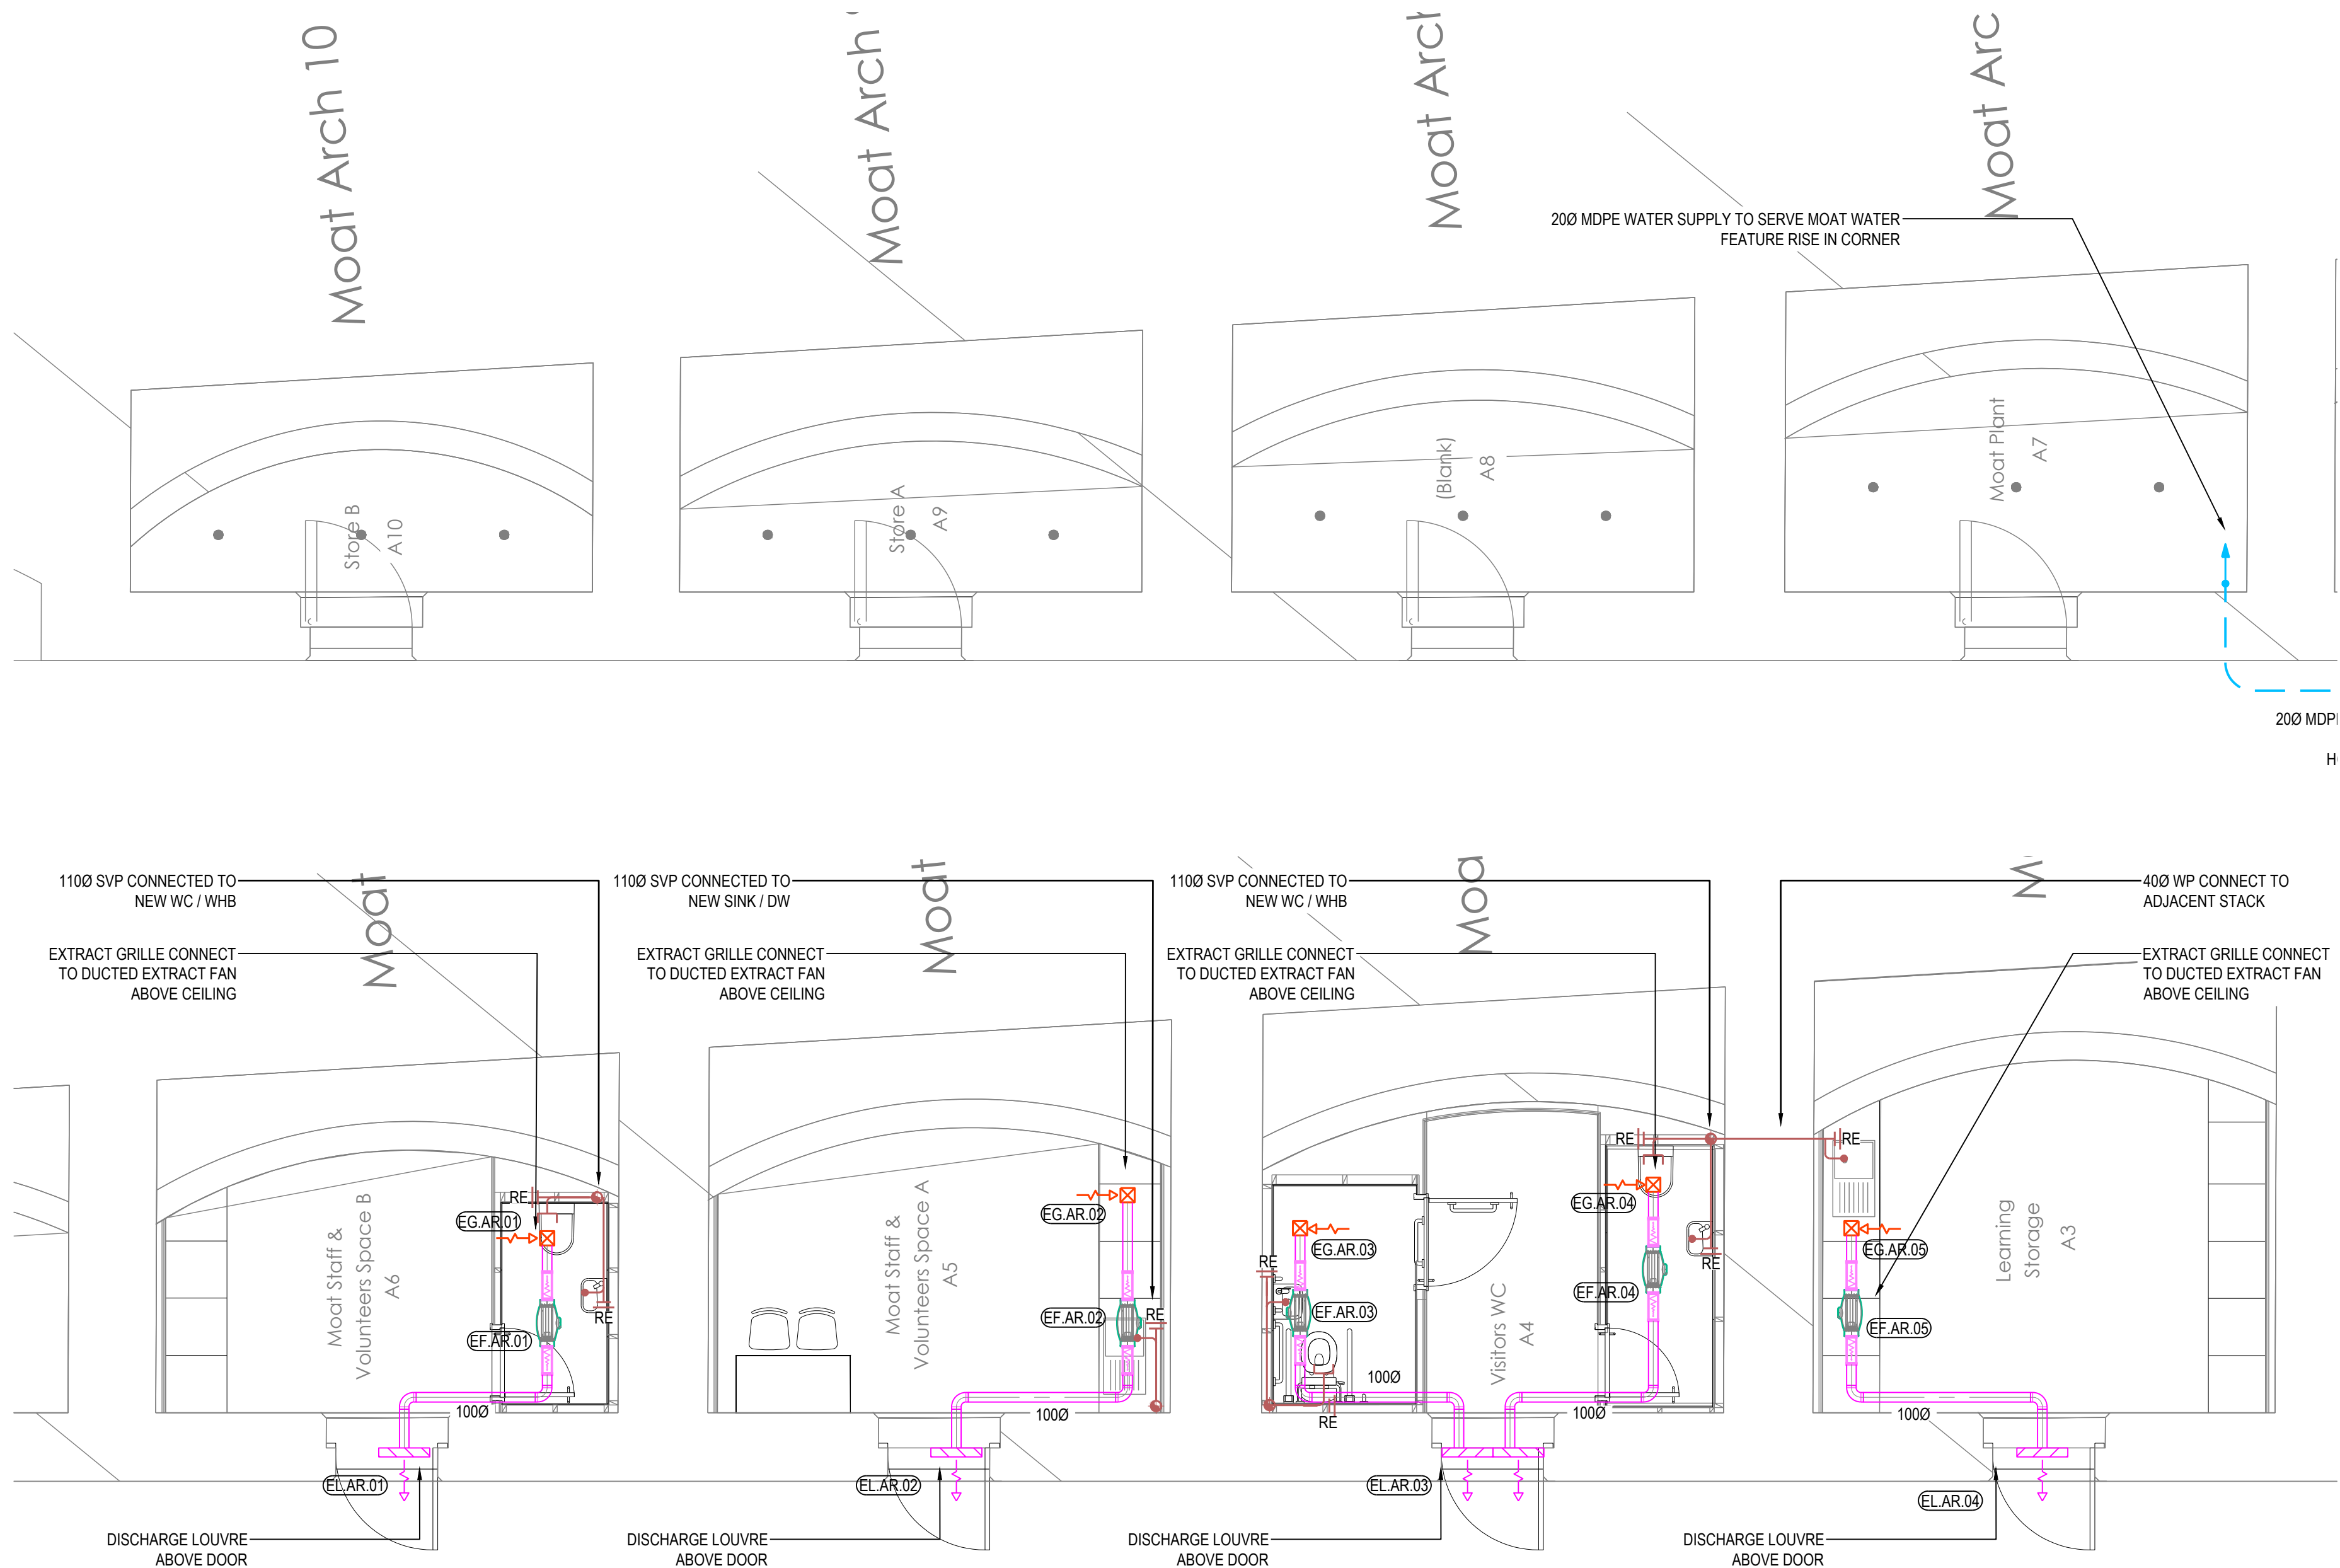 Moat Arch 10
Moat Arch
Moat Arch
Moat Arc
20Ø MDPE WATER SUPPLY TO SERVE MOAT WATER
FEATURE RISE IN CORNER
Store B
A10
Store A
A9
(Blank)
A8
Moat Plant
A7
20Ø MDP
H
110Ø SVP CONNECTED TO
NEW WC / WHB
EXTRACT GRILLE CONNECT
TO DUCTED EXTRACT FAN
ABOVE CEILING
Moat
110Ø SVP CONNECTED TO
NEW SINK / DW
EXTRACT GRILLE CONNECT
TO DUCTED EXTRACT FAN
ABOVE CEILING
Moat
110Ø SVP CONNECTED TO
NEW WC / WHB
EXTRACT GRILLE CONNECT
TO DUCTED EXTRACT FAN
ABOVE CEILING
Moa
M
40Ø WP CONNECT TO
ADJACENT STACK
EXTRACT GRILLE CONNECT
TO DUCTED EXTRACT FAN
ABOVE CEILING
Moat Staff &
Volunteers Space B
A6
RE
EG.AR.01
RE
EF.AR.01
100Ø
EL.AR.01
DISCHARGE LOUVRE
ABOVE DOOR
Moat Staff &
Volunteers Space A
A5
EG.AR.02
EF.AR.02
RE
100Ø
EL.AR.02
DISCHARGE LOUVRE
ABOVE DOOR
RE
EG.AR.03
EF.AR.03
100Ø
RE
Visitors WC
A4
RE
EG.AR.04
RE
EF.AR.04
100Ø
EL.AR.03
DISCHARGE LOUVRE
ABOVE DOOR
RE
EG.AR.05
EF.AR.05
Learning
Storage
A3
100Ø
EL.AR.04
DISCHARGE LOUVRE
ABOVE DOOR